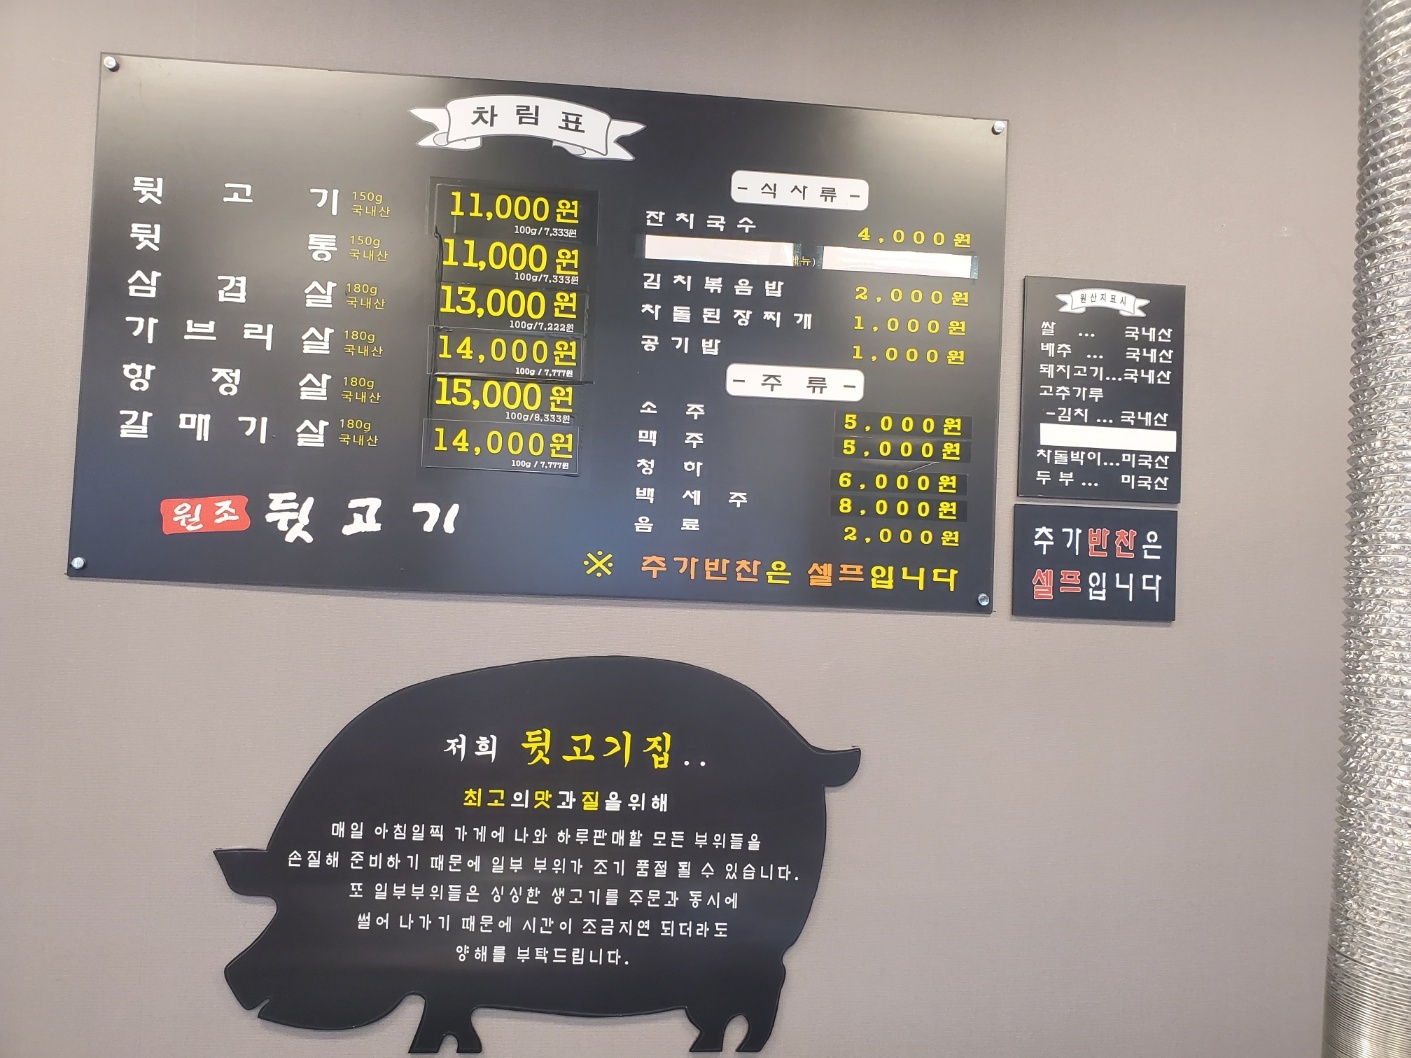 차림표
뒷고기 150g 국내산 11,000원 100g/7,333원
뒷통 150g 국내산 11,000원 100g/7,333원
삼겹살 180g 국내산 13,000원 100g/7,222원
가브리살 180g 국내산 14,000원 100g / 7,777원
항정살 180g 국내산 15,000원 100g/8,333원
갈매기살 180g 국내산 14,000원 100g / 7,777원
원조 뒷고기
- 식사류 -
잔치국수 4,000원
메뉴)
김치볶음밥 2,000원
차돌된장찌개 1,000원
공기밥 1,000원
- 주류 -
소주 5,000원
맥주 5,000원
청하 6,000원
백세주 8,000원
음료 2,000원
※ 추가반찬은 셀프입니다
원산지표시
쌀 ... 국내산
배추 ... 국내산
돼지고기...국내산
고추가루
-김치 ... 국내산
차돌박이...미국산
두부 ... 미국산
추가반찬은
셀프입니다
저희 뒷고기집..
최고의맛과질을위해
매일 아침일찍 가게에 나와 하루판매할 모든 부위들을
손질해 준비하기 때문에 일부 부위가 조기 품절 될 수 있습니다.
또 일부부위들은 싱싱한 생고기를 주문과 동시에
썰어 나가기 때문에 시간이 조금지연 되더라도
양해를 부탁드립니다.